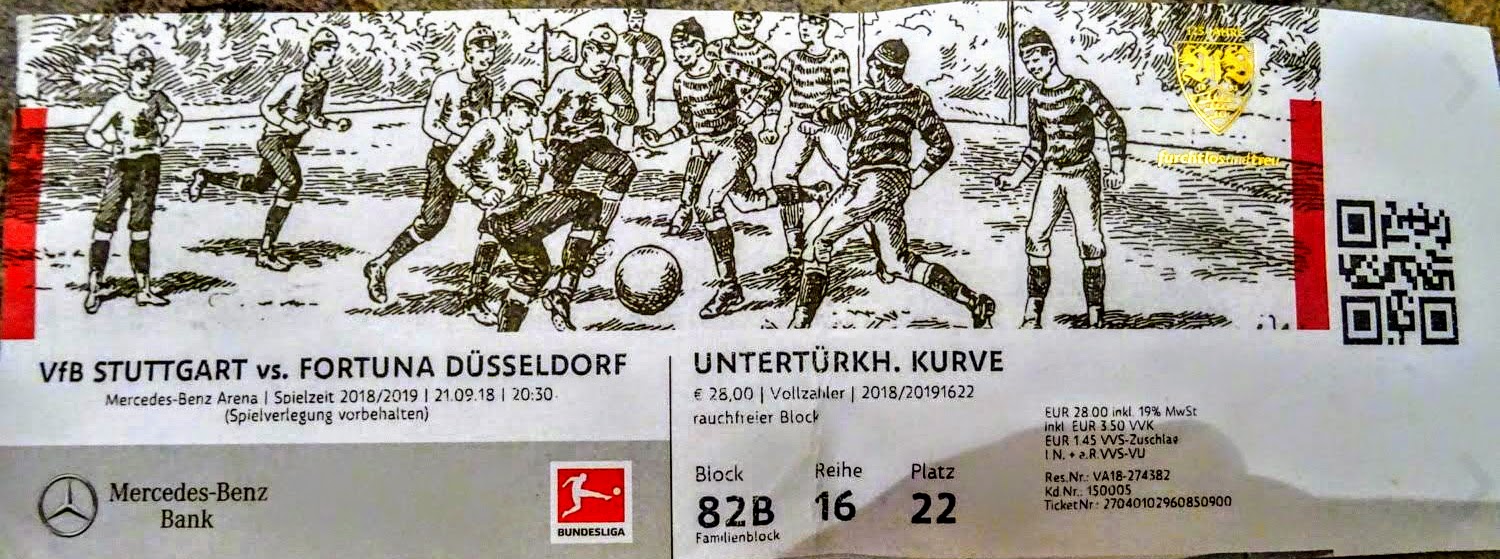 125 JAHRE
furchtlosundtreu
VfB STUTTGART vs. FORTUNA DÜSSELDORF
Mercedes-Benz Arena | Spielzeit 2018/2019 | 21.09.18 | 20:30
(Spielverlegung vorbehalten)
Mercedes-Benz
Bank
BUNDESLIGA
UNTERTÜRKH. KURVE
€ 28,00 | Vollzahler | 2018/20191622
rauchfreier Block
Block Reihe Platz
82B 16 22
Familienblock
EUR 28.00 inkl. 19% MwSt
inkl EUR 3.50 VVK
EUR 1.45 VVS-Zuschlag
I.N. + a.R.VVS-VU
Res.Nr.: VA18-274382
Kd.Nr.: 150005
TicketNr: 27040102960850900